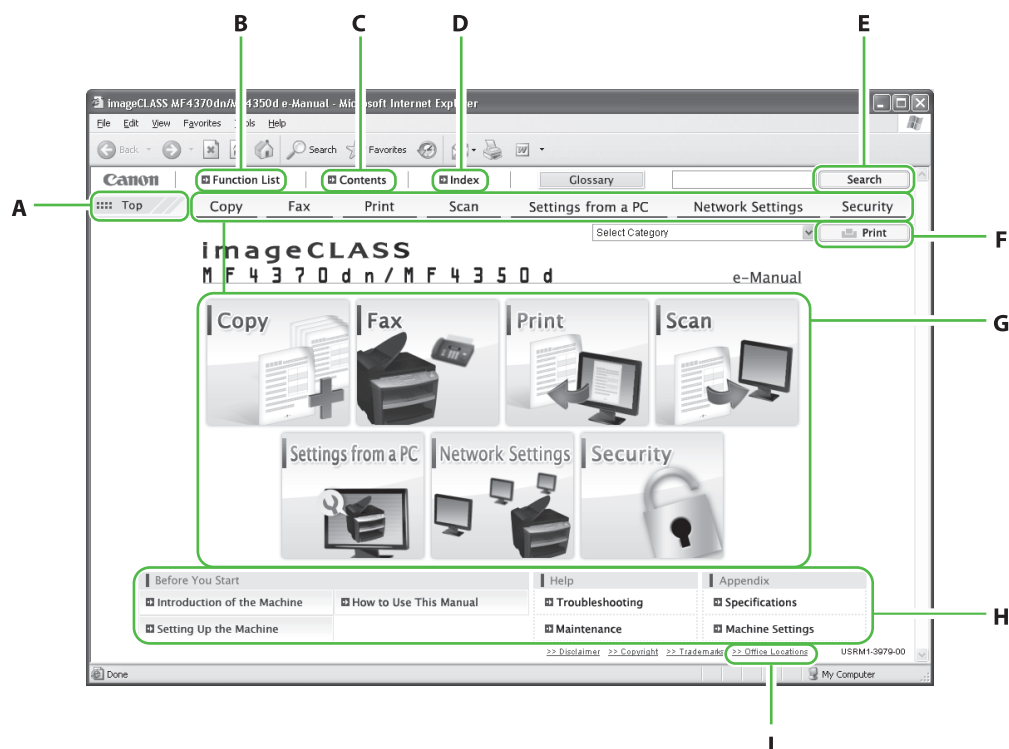 B C D E
imageCLASS MF4370dn/MF4350d e-Manual - Microsoft Internet Explorer
File Edit View Favorites Tools Help
Back Search Favorites
Canon Function List Contents Index Glossary Search
A Top Copy Fax Print Scan Settings from a PC Network Settings Security
Select Category Print F
imageCLASS
MF4370dn/MF4350d e-Manual
Copy Fax Print Scan G
Settings from a PC Network Settings Security
Before You Start Help Appendix
Introduction of the Machine How to Use This Manual Troubleshooting Specifications
H
Setting Up the Machine Maintenance Machine Settings
>> Disclaimer >> Copyright >> Trademarks >> Office Locations USRM1-3979-00
Done My Computer
I